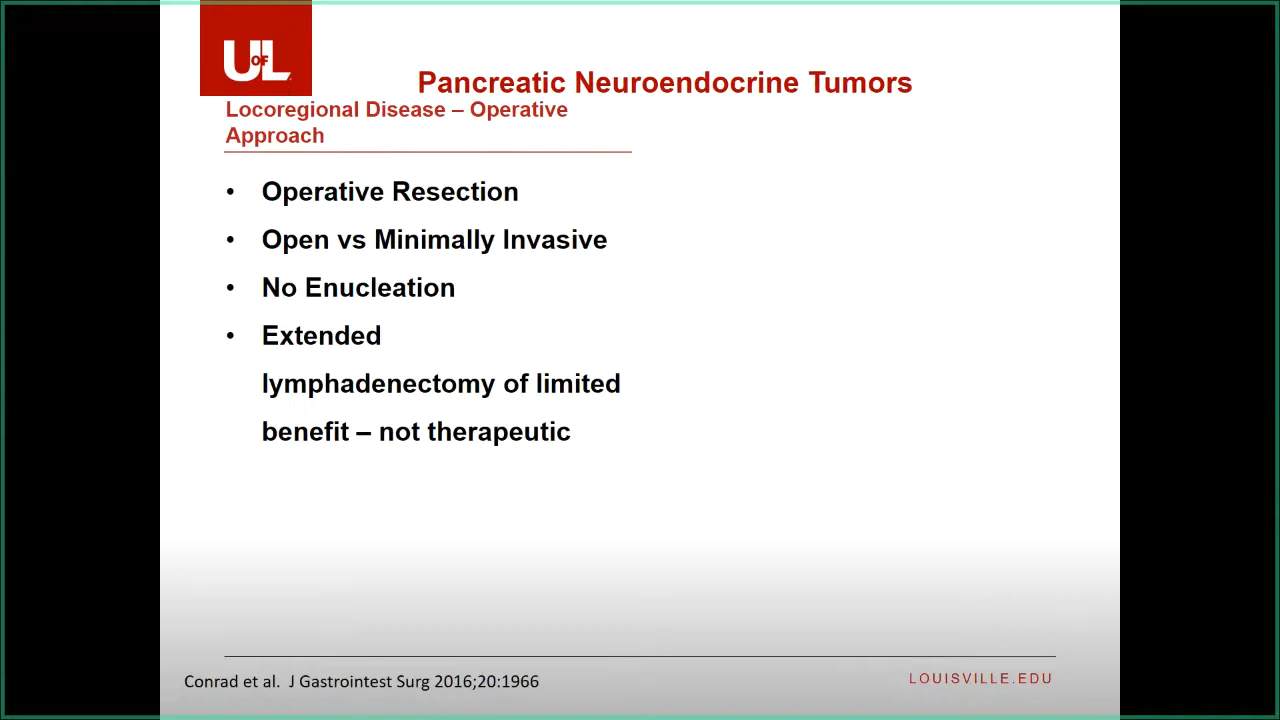 UofL
Pancreatic Neuroendocrine Tumors
Locoregional Disease – Operative
Approach
• Operative Resection
• Open vs Minimally Invasive
• No Enucleation
• Extended
lymphadenectomy of limited
benefit – not therapeutic
Conrad et al.  J Gastrointest Surg 2016;20:1966
LOUISVILLE.EDU